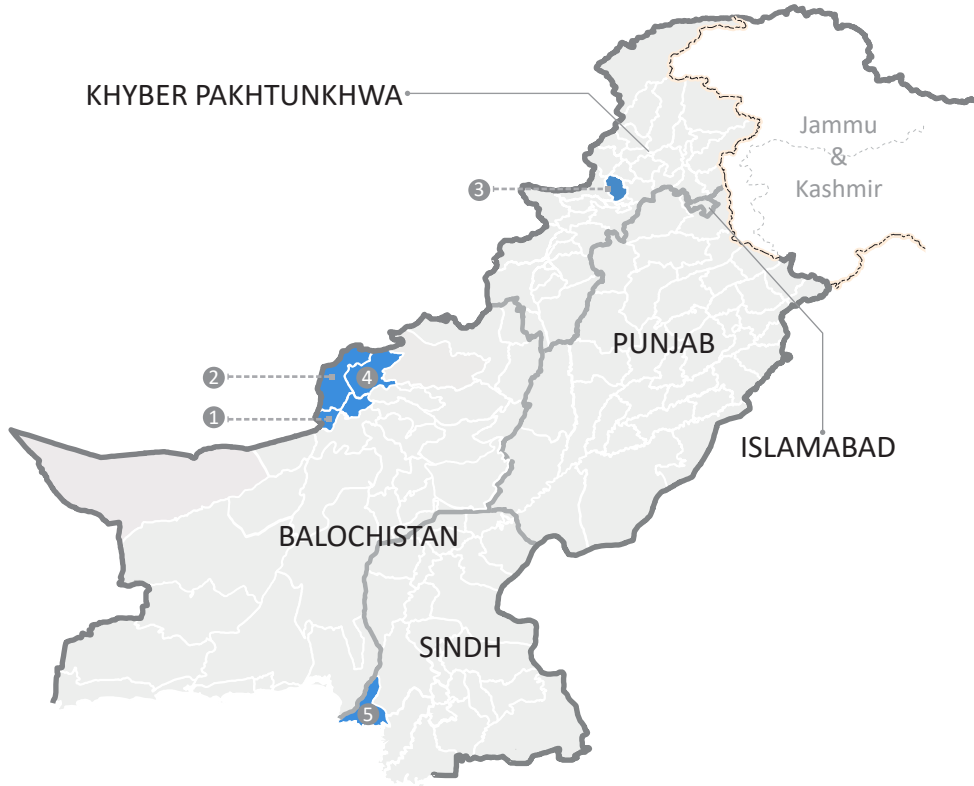 KHYBER PAKHTUNKHWA
Jammu
&
Kashmir
3
PUNJAB
2
4
1
ISLAMABAD
BALOCHISTAN
SINDH
5